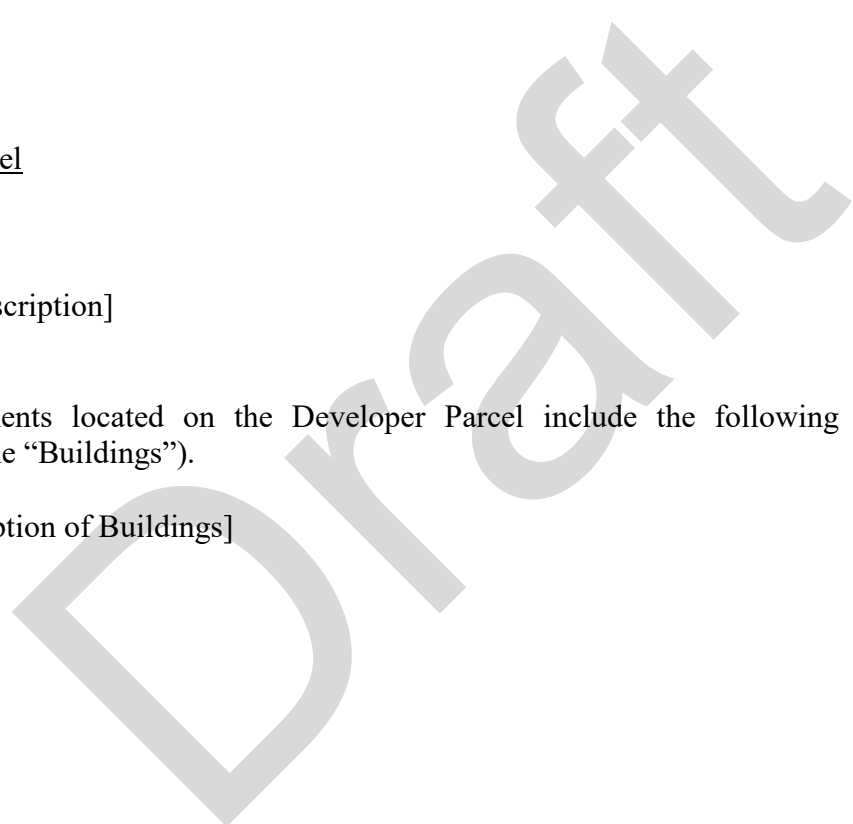 el
scription]
ents located on the Developer Parcel include the following
e “Buildings”).
ption of Buildings]
Draft